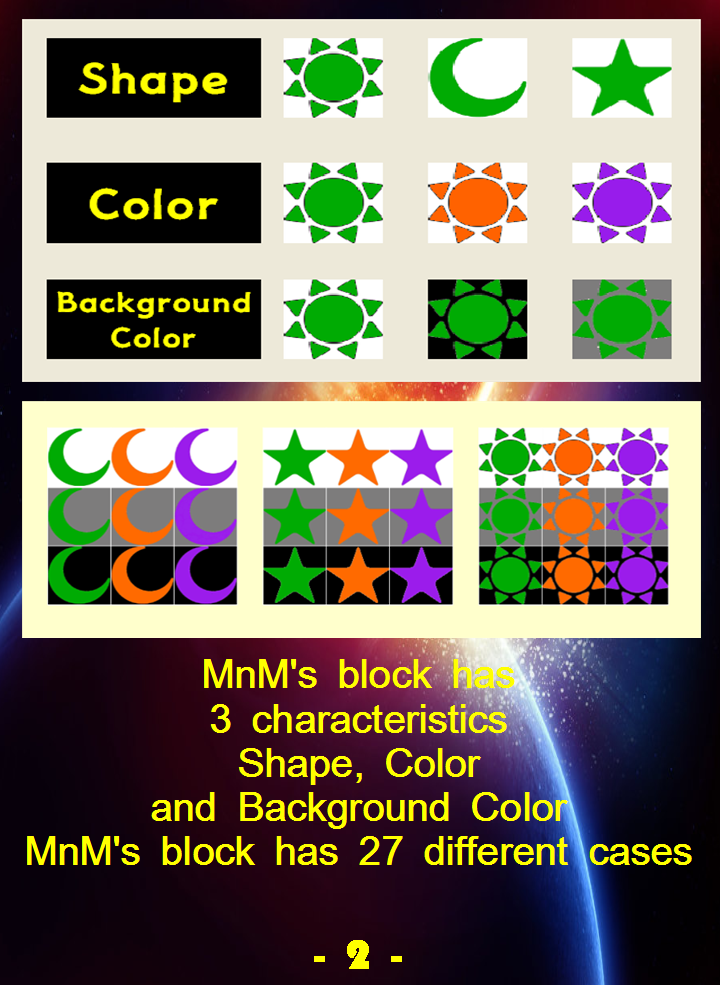 Shape
Color
Background
Color
MnM's block has
3 characteristics
Shape, Color
and Background Color
MnM's block has 27 different cases
- 2 -